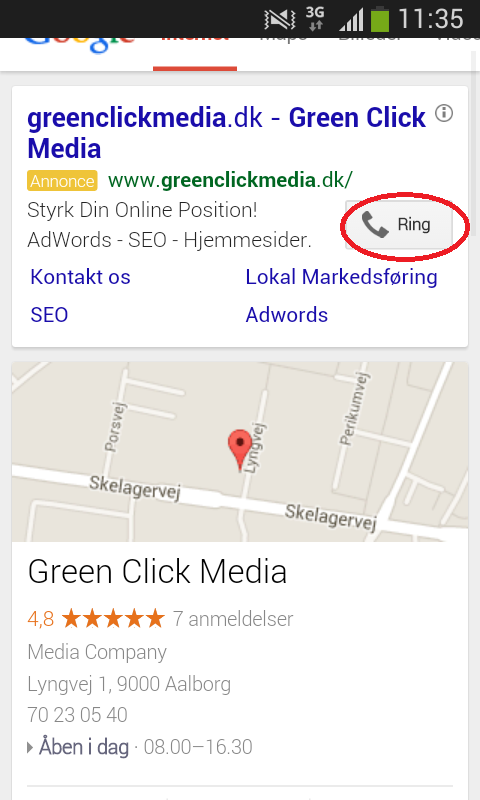 3G 11:35
Google Internet Maps Billeder Videoer
greenclickmedia.dk - Green Click
Media
Annonce www.greenclickmedia.dk/
Styrk Din Online Position!
AdWords - SEO - Hjemmesider.
Ring
Kontakt os Lokal Markedsføring
SEO Adwords
Porsvej
Lyngvej
Perikumvej
Skelagervej
Skelagervej
Green Click Media
4,8 ★★★★★ 7 anmeldelser
Media Company
Lyngvej 1, 9000 Aalborg
70 23 05 40
Åben i dag · 08.00–16.30